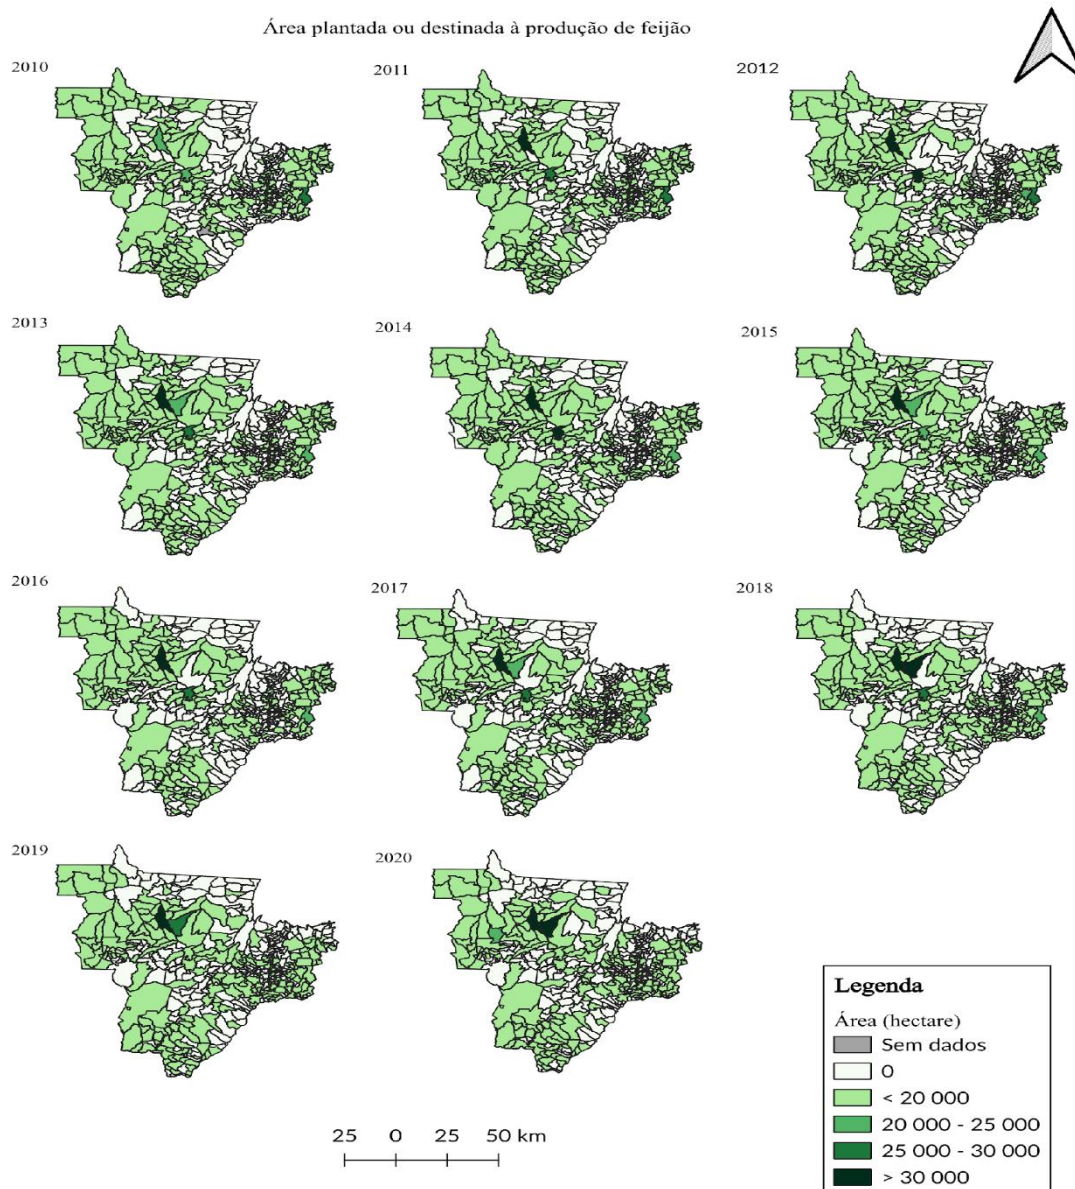 Área plantada ou destinada à produção de feijão
2010
2011
2012
2013
2014
2015
2016
2017
2018
2019
2020
25 0 25 50 km
Legenda
Área (hectare)
Sem dados
0
< 20 000
20 000 - 25 000
25 000 - 30 000
> 30 000